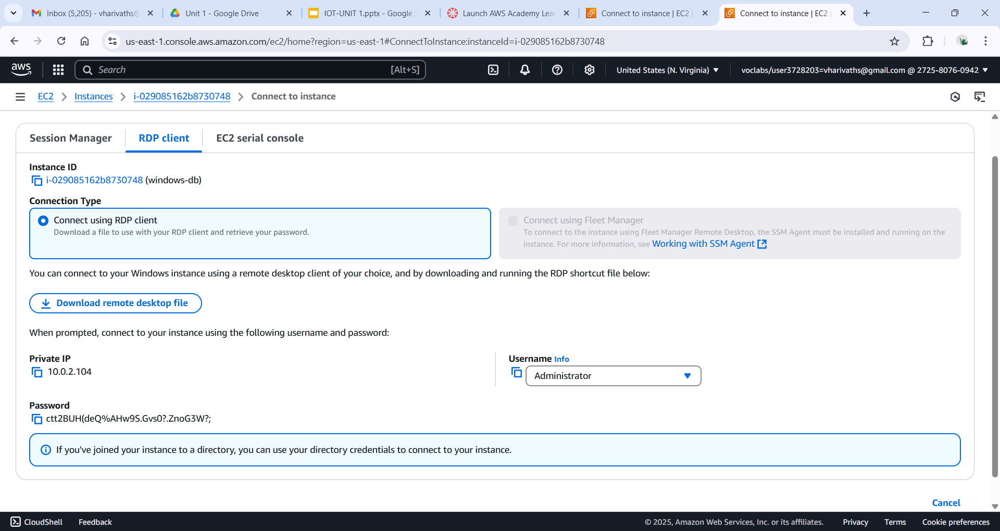 Inbox (5,205) - vharivaths@
Unit 1 - Google Drive
IOT-UNIT 1.pptx - Google S
Launch AWS Academy Lea
Connect to instance | EC2 |
Connect to instance | EC2 |
us-east-1.console.aws.amazon.com/ec2/home?region=us-east-1#ConnectToInstance:instanceId=i-029085162b8730748
aws
Search
[Alt+S]
United States (N. Virginia)
voclabs/user3728203=vharivaths@gmail.com @ 2725-8076-0942
EC2
Instances
i-029085162b8730748
Connect to instance
Session Manager
RDP client
EC2 serial console
Instance ID
i-029085162b8730748 (windows-db)
Connection Type
Connect using RDP client
Download a file to use with your RDP client and retrieve your password.
Connect using Fleet Manager
To connect to the instance using Fleet Manager Remote Desktop, the SSM Agent must be installed and running on the
instance. For more information, see Working with SSM Agent
You can connect to your Windows instance using a remote desktop client of your choice, and by downloading and running the RDP shortcut file below:
Download remote desktop file
When prompted, connect to your instance using the following username and password:
Private IP
10.0.2.104
Username Info
Administrator
Password
ctt2BUH(deQ%AHw9S.Gvs0?.ZnoG3W?;
If you've joined your instance to a directory, you can use your directory credentials to connect to your instance.
Cancel
CloudShell
Feedback
© 2025, Amazon Web Services, Inc. or its affiliates.
Privacy
Terms
Cookie preferences